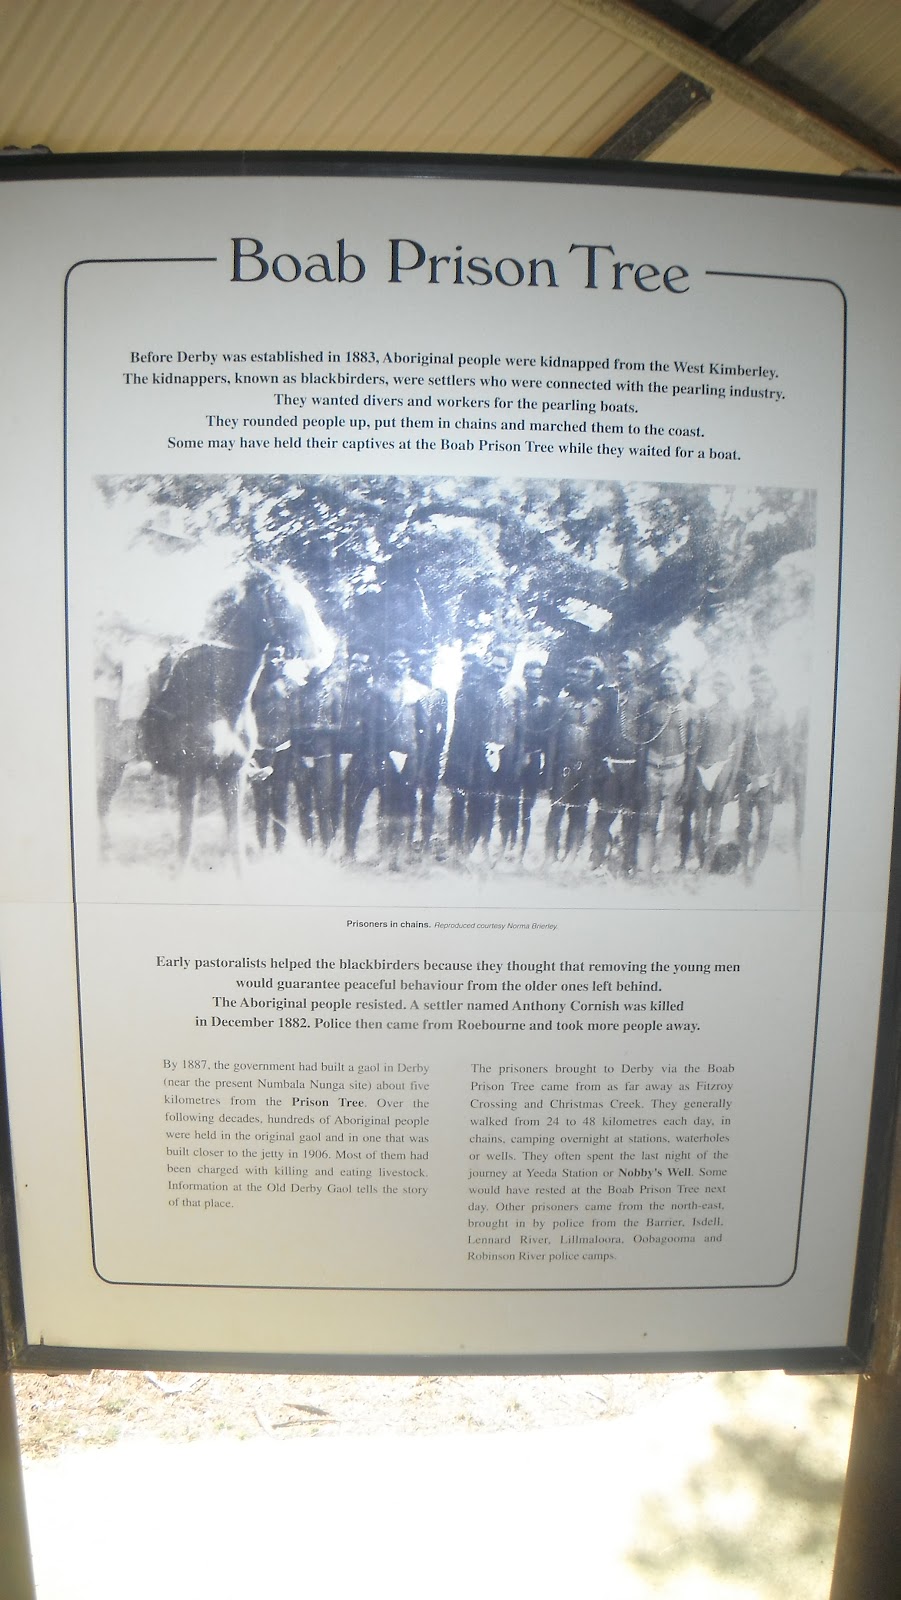 Boab Prison Tree
Before Derby was established in 1883, Aboriginal people were kidnapped from the West Kimberley.
The kidnappers, known as blackbirders, were settlers who were connected with the pearling industry.
They wanted divers and workers for the pearling boats.
They rounded people up, put them in chains and marched them to the coast.
Some may have held their captives at the Boab Prison Tree while they waited for a boat.
Prisoners in chains. Reproduced courtesy Norma Brierley.
Early pastoralists helped the blackbirders because they thought that removing the young men
would guarantee peaceful behaviour from the older ones left behind.
The Aboriginal people resisted. A settler named Anthony Cornish was killed
in December 1882. Police then came from Roebourne and took more people away.
By 1887, the government had built a gaol in Derby
(near the present Numbala Nunga site) about five
kilometres from the Prison Tree. Over the
following decades, hundreds of Aboriginal people
were held in the original gaol and in one that was
built closer to the jetty in 1906. Most of them had
been charged with killing and eating livestock.
Information at the Old Derby Gaol tells the story
of that place.
The prisoners brought to Derby via the Boab
Prison Tree came from as far away as Fitzroy
Crossing and Christmas Creek. They generally
walked from 24 to 48 kilometres each day, in
chains, camping overnight at stations, waterholes
or wells. They often spent the last night of the
journey at Yeeda Station or Nobby's Well. Some
would have rested at the Boab Prison Tree next
day. Other prisoners came from the north-east,
brought in by police from the Barrier, Isdell,
Lennard River, Lillmaloora, Oobagooma and
Robinson River police camps.